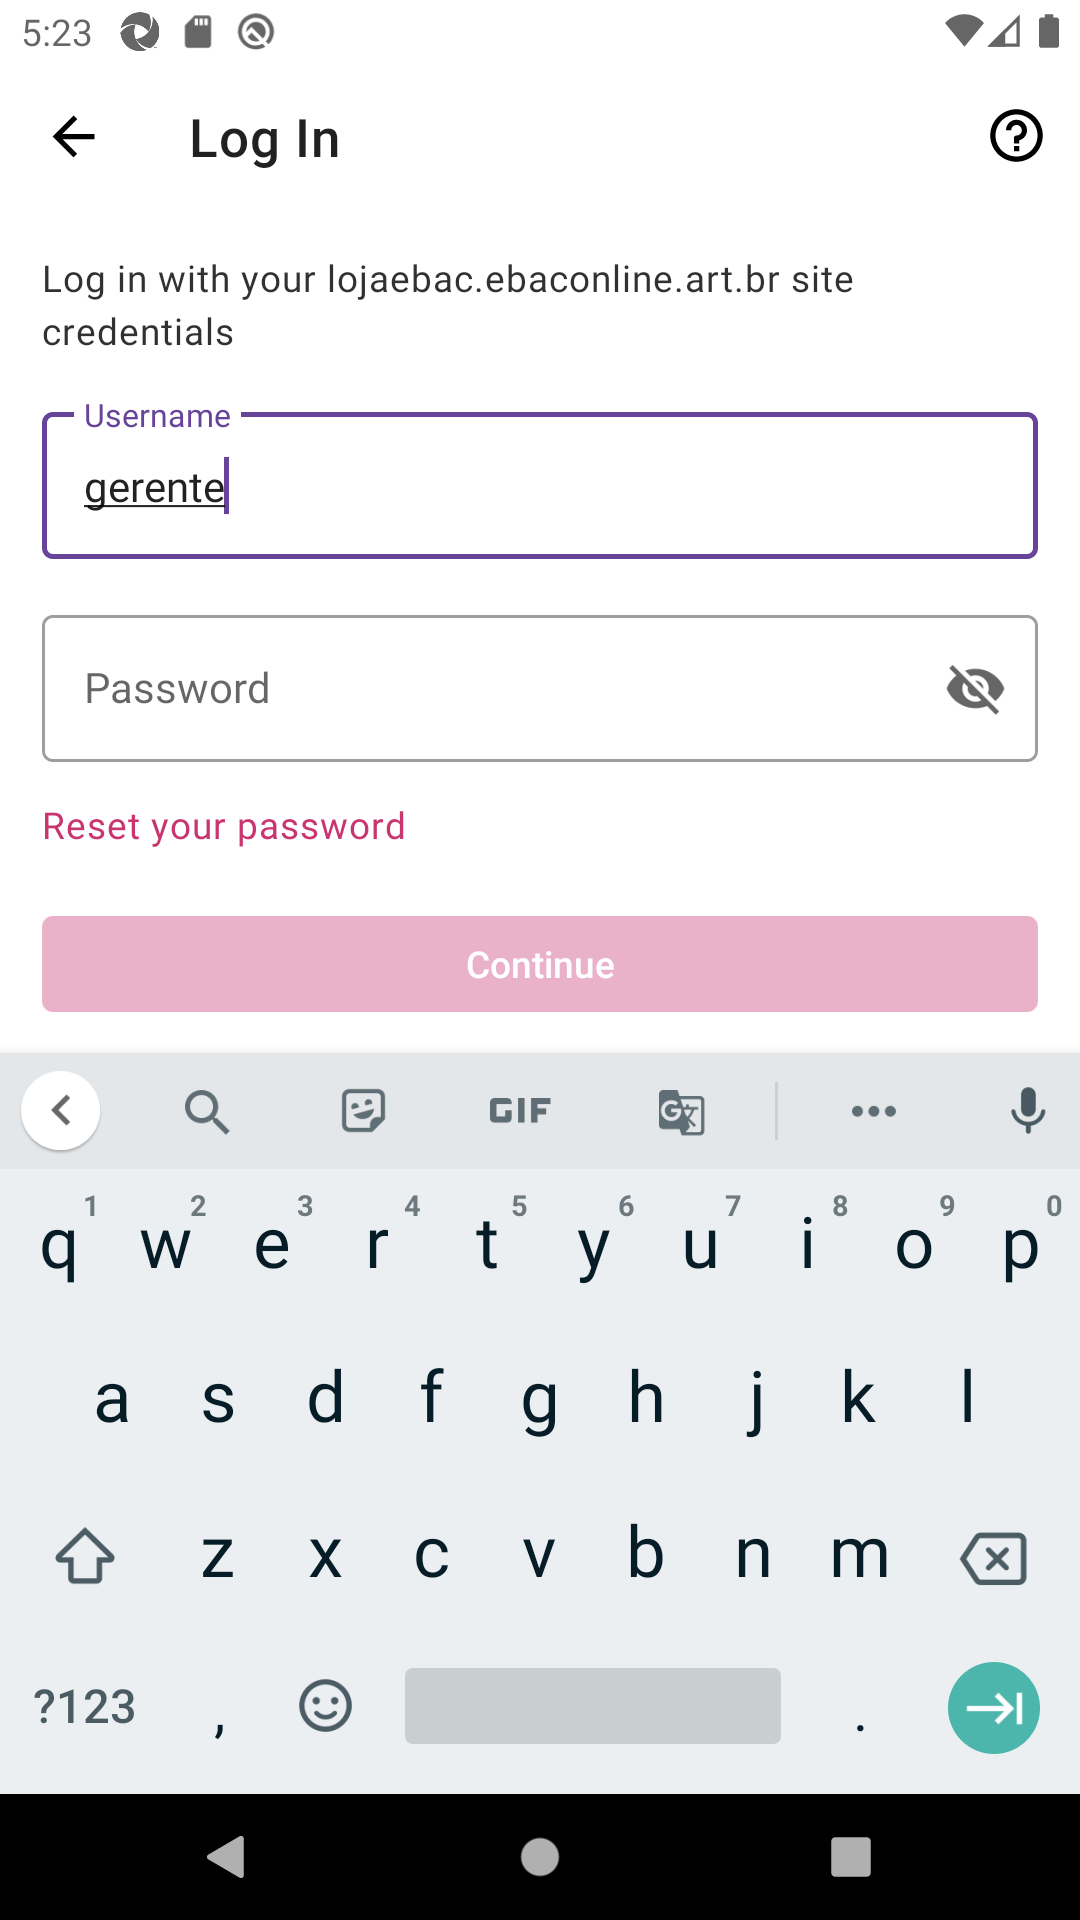 5:23
Log In
Log in with your lojaebac.ebaconline.art.br site
credentials
Username
gerente
Password
Reset your password
Continue
GIF
G
q 1 w 2 e 3 r 4 t 5 y 6 u 7 i 8 o 9 p 0
a s d f g h j k l
z x c v b n m
?123 , .